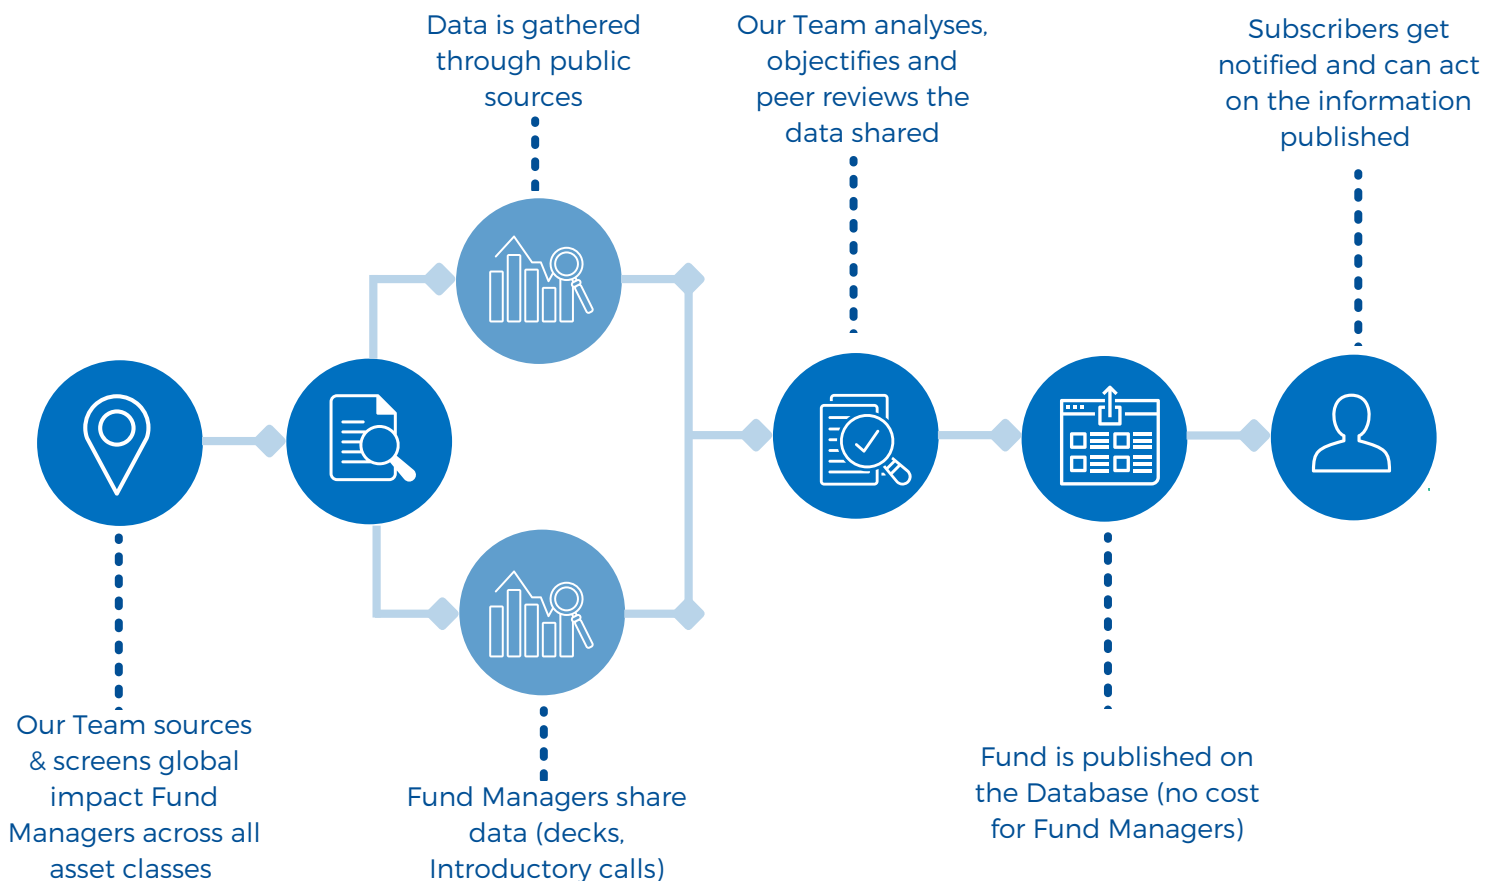 Data is gathered
through public
sources
Our Team analyses,
objectifies and
peer reviews the
data shared
Subscribers get
notified and can act
on the information
published
Our Team sources
& screens global
impact Fund
Managers across all
asset classes
Fund Managers share
data (decks,
Introductory calls)
Fund is published on
the Database (no cost
for Fund Managers)